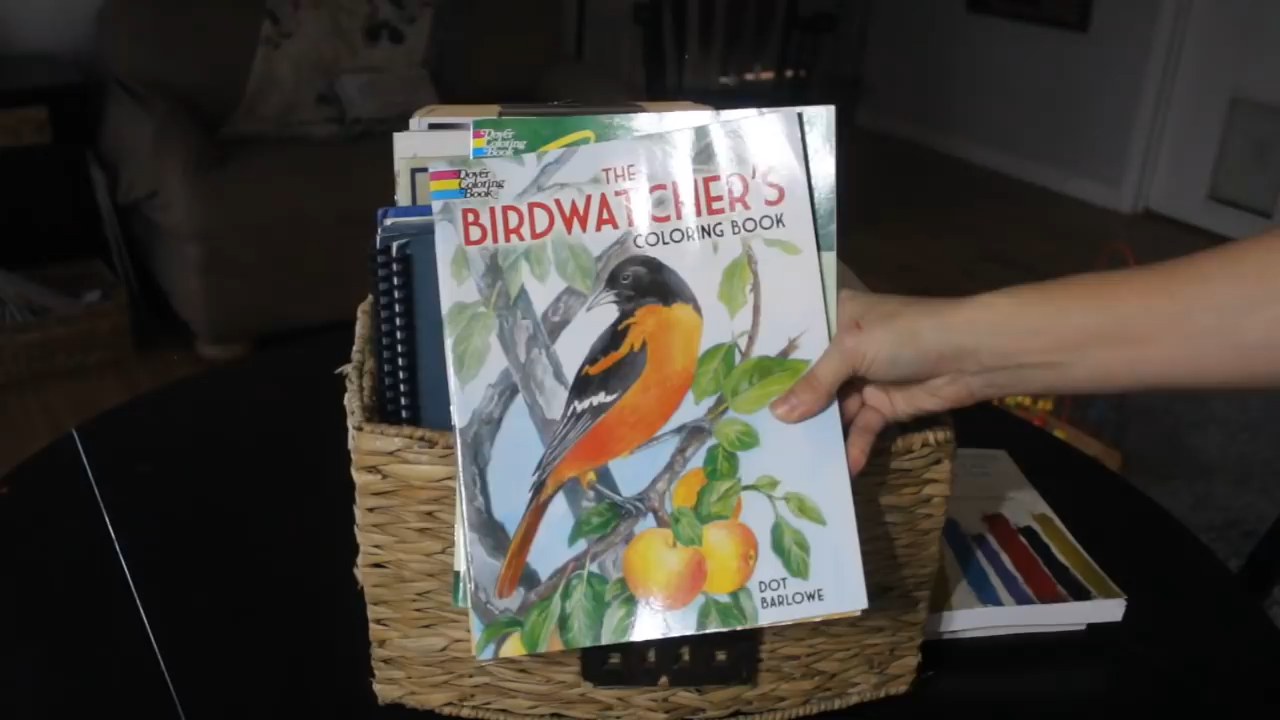 Dover
Coloring
Book
Dover
Coloring
Book
THE
BIRDWATCHER'S
COLORING BOOK
DOT
BARLOWE